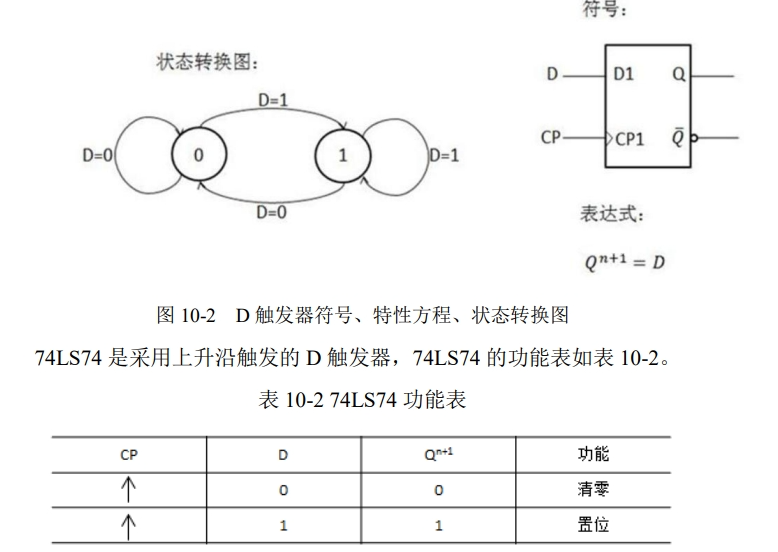 符号：
状态转换图：
D=1
D=0
0
1
D=1
D=0
D
D1
Q
CP
CP1
Q̅
表达式：
Qⁿ⁺¹ = D
图 10-2 D 触发器符号、特性方程、状态转换图
74LS74 是采用上升沿触发的 D 触发器，74LS74 的功能表如表 10-2。
表 10-2 74LS74 功能表
CP D Qⁿ⁺¹ 功能
↑ 0 0 清零
↑ 1 1 置位